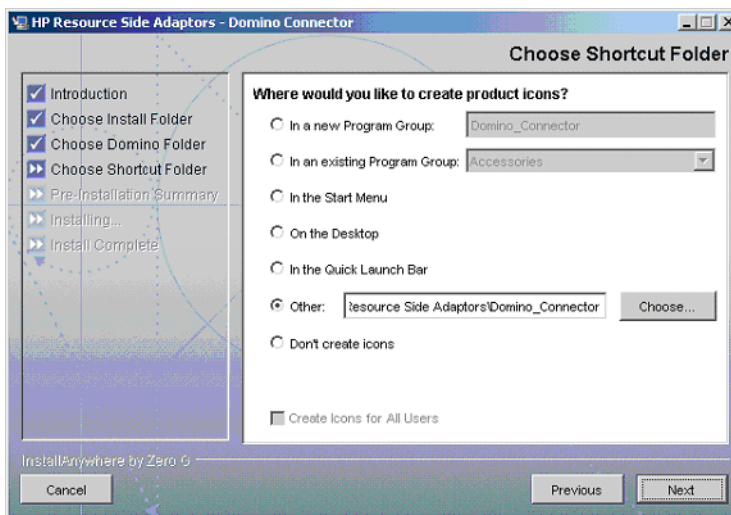 HP Resource Side Adaptors - Domino Connector
Choose Shortcut Folder
Introduction
Choose Install Folder
Choose Domino Folder
Choose Shortcut Folder
Pre-Installation Summary
Installing...
Install Complete
Where would you like to create product icons?
In a new Program Group: Domino_Connector
In an existing Program Group: Accessories
In the Start Menu
On the Desktop
In the Quick Launch Bar
Other: Resource Side Adaptors\Domino_Connector Choose...
Don't create icons
Create Icons for All Users
InstallAnywhere by Zero G
Cancel Previous Next